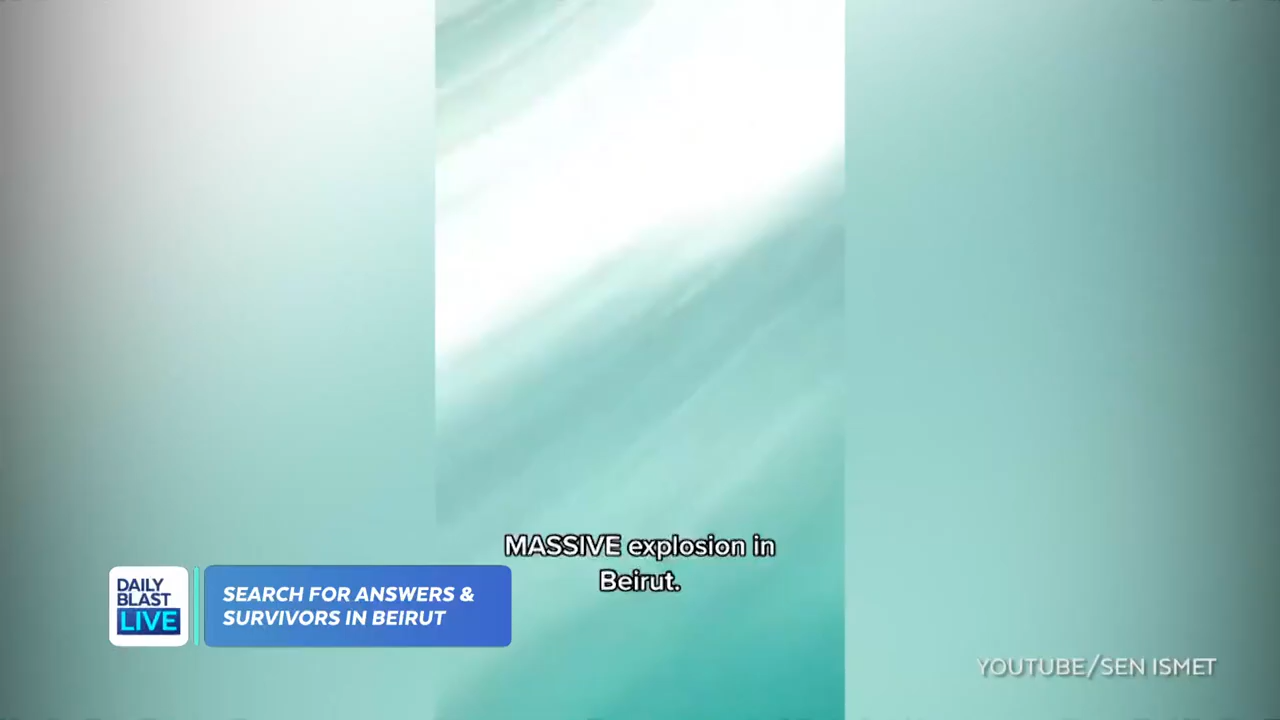 MASSIVE explosion in
Beirut.
DAILY
BLAST
LIVE
SEARCH FOR ANSWERS &
SURVIVORS IN BEIRUT
YOUTUBE/SEN ISMET